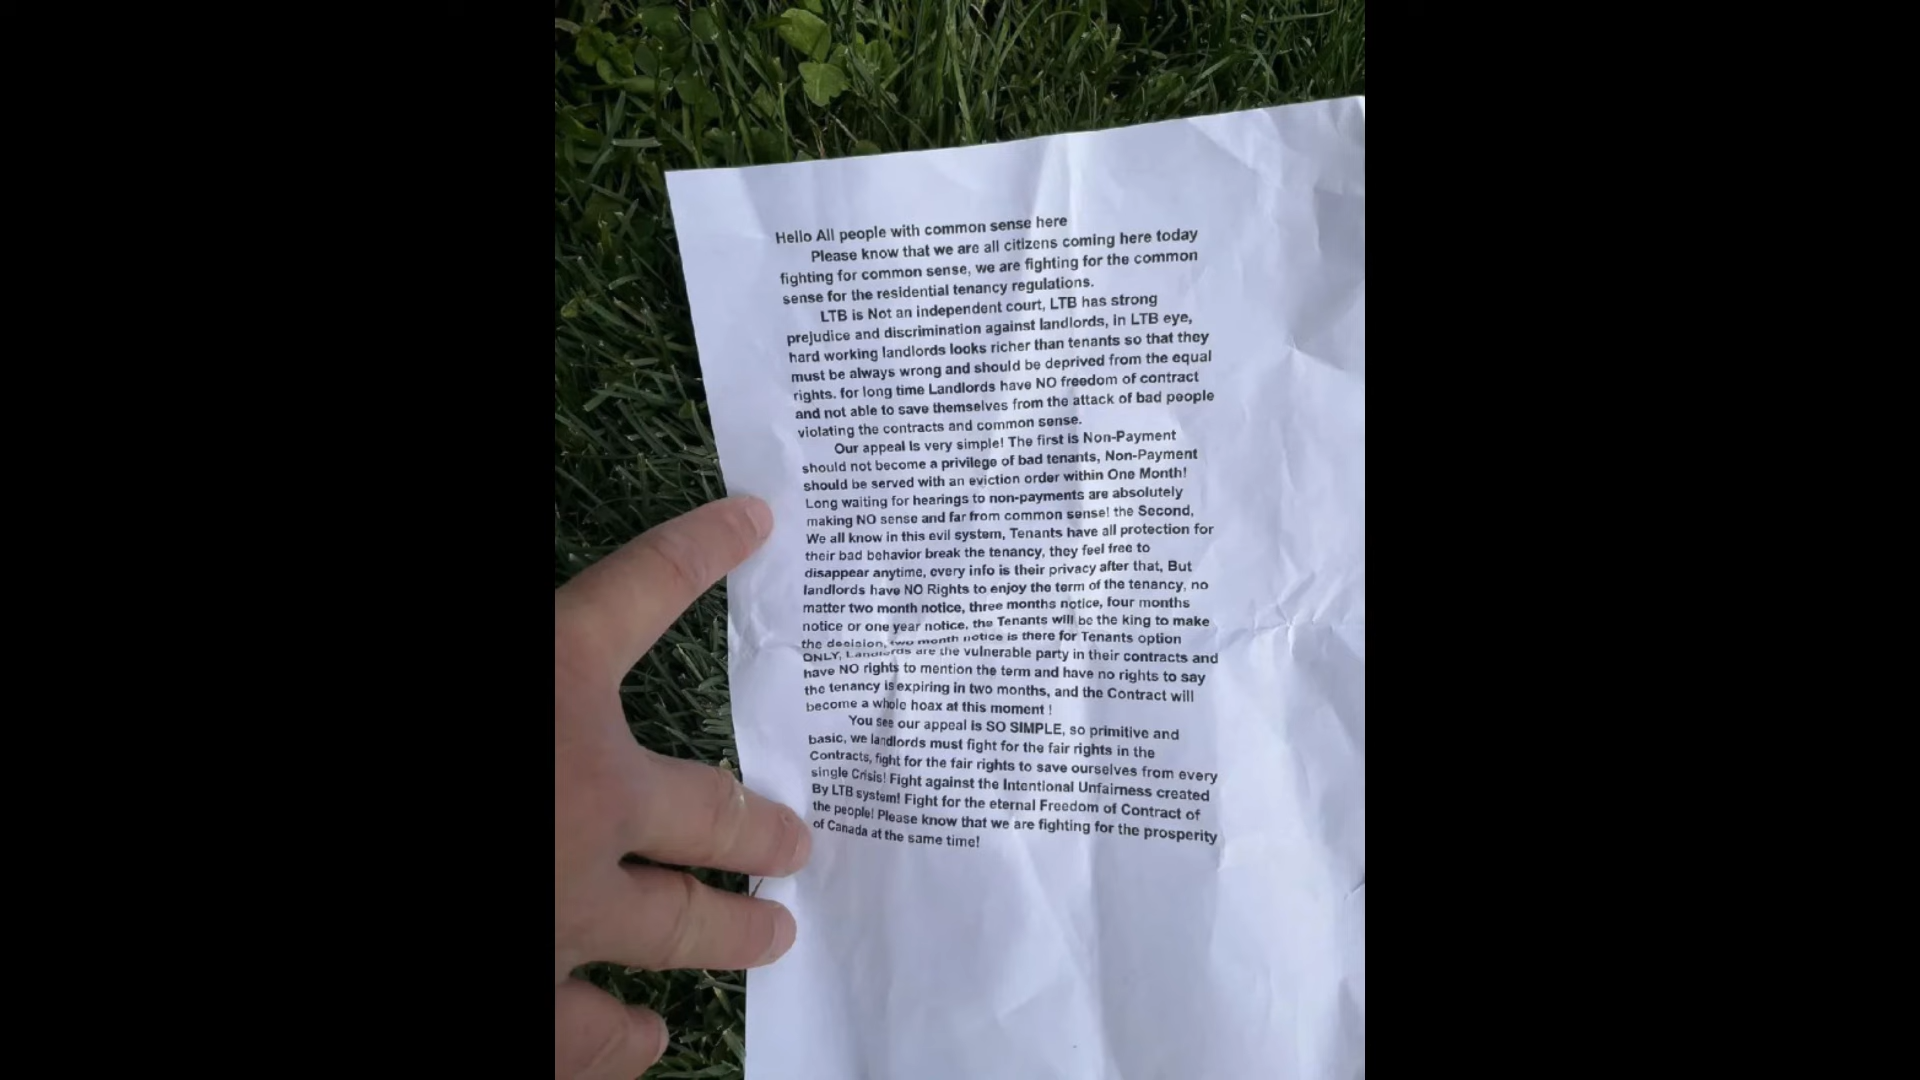 Hello All people with common sense here
Please know that we are all citizens coming here today
fighting for common sense, we are fighting for the common
sense for the residential tenancy regulations.
LTB is Not an independent court, LTB has strong
prejudice and discrimination against landlords, in LTB eye,
hard working landlords looks richer than tenants so that they
must be always wrong and should be deprived from the equal
rights. for long time Landlords have NO freedom of contract
and not able to save themselves from the attack of bad people
violating the contracts and common sense.
Our appeal is very simple! The first is Non-Payment
should not become a privilege of bad tenants, Non-Payment
should be served with an eviction order within One Month!
Long waiting for hearings to non-payments are absolutely
making NO sense and far from common sense! the Second,
We all know in this evil system, Tenants have all protection for
their bad behavior break the tenancy, they feel free to
disappear anytime, every info is their privacy after that, But
landlords have NO Rights to enjoy the term of the tenancy, no
matter two month notice, three months notice, four months
notice or one year notice, the Tenants will be the king to make
the decision, two month notice is there for Tenants option
ONLY, Landlords are the vulnerable party in their contracts and
have NO rights to mention the term and have no rights to say
the tenancy is expiring in two months, and the Contract will
become a whole hoax at this moment !
You see our appeal is SO SIMPLE, so primitive and
basic, we landlords must fight for the fair rights in the
Contracts, fight for the fair rights to save ourselves from every
single Crisis! Fight against the Intentional Unfairness created
By LTB system! Fight for the eternal Freedom of Contract of
the people! Please know that we are fighting for the prosperity
of Canada at the same time!